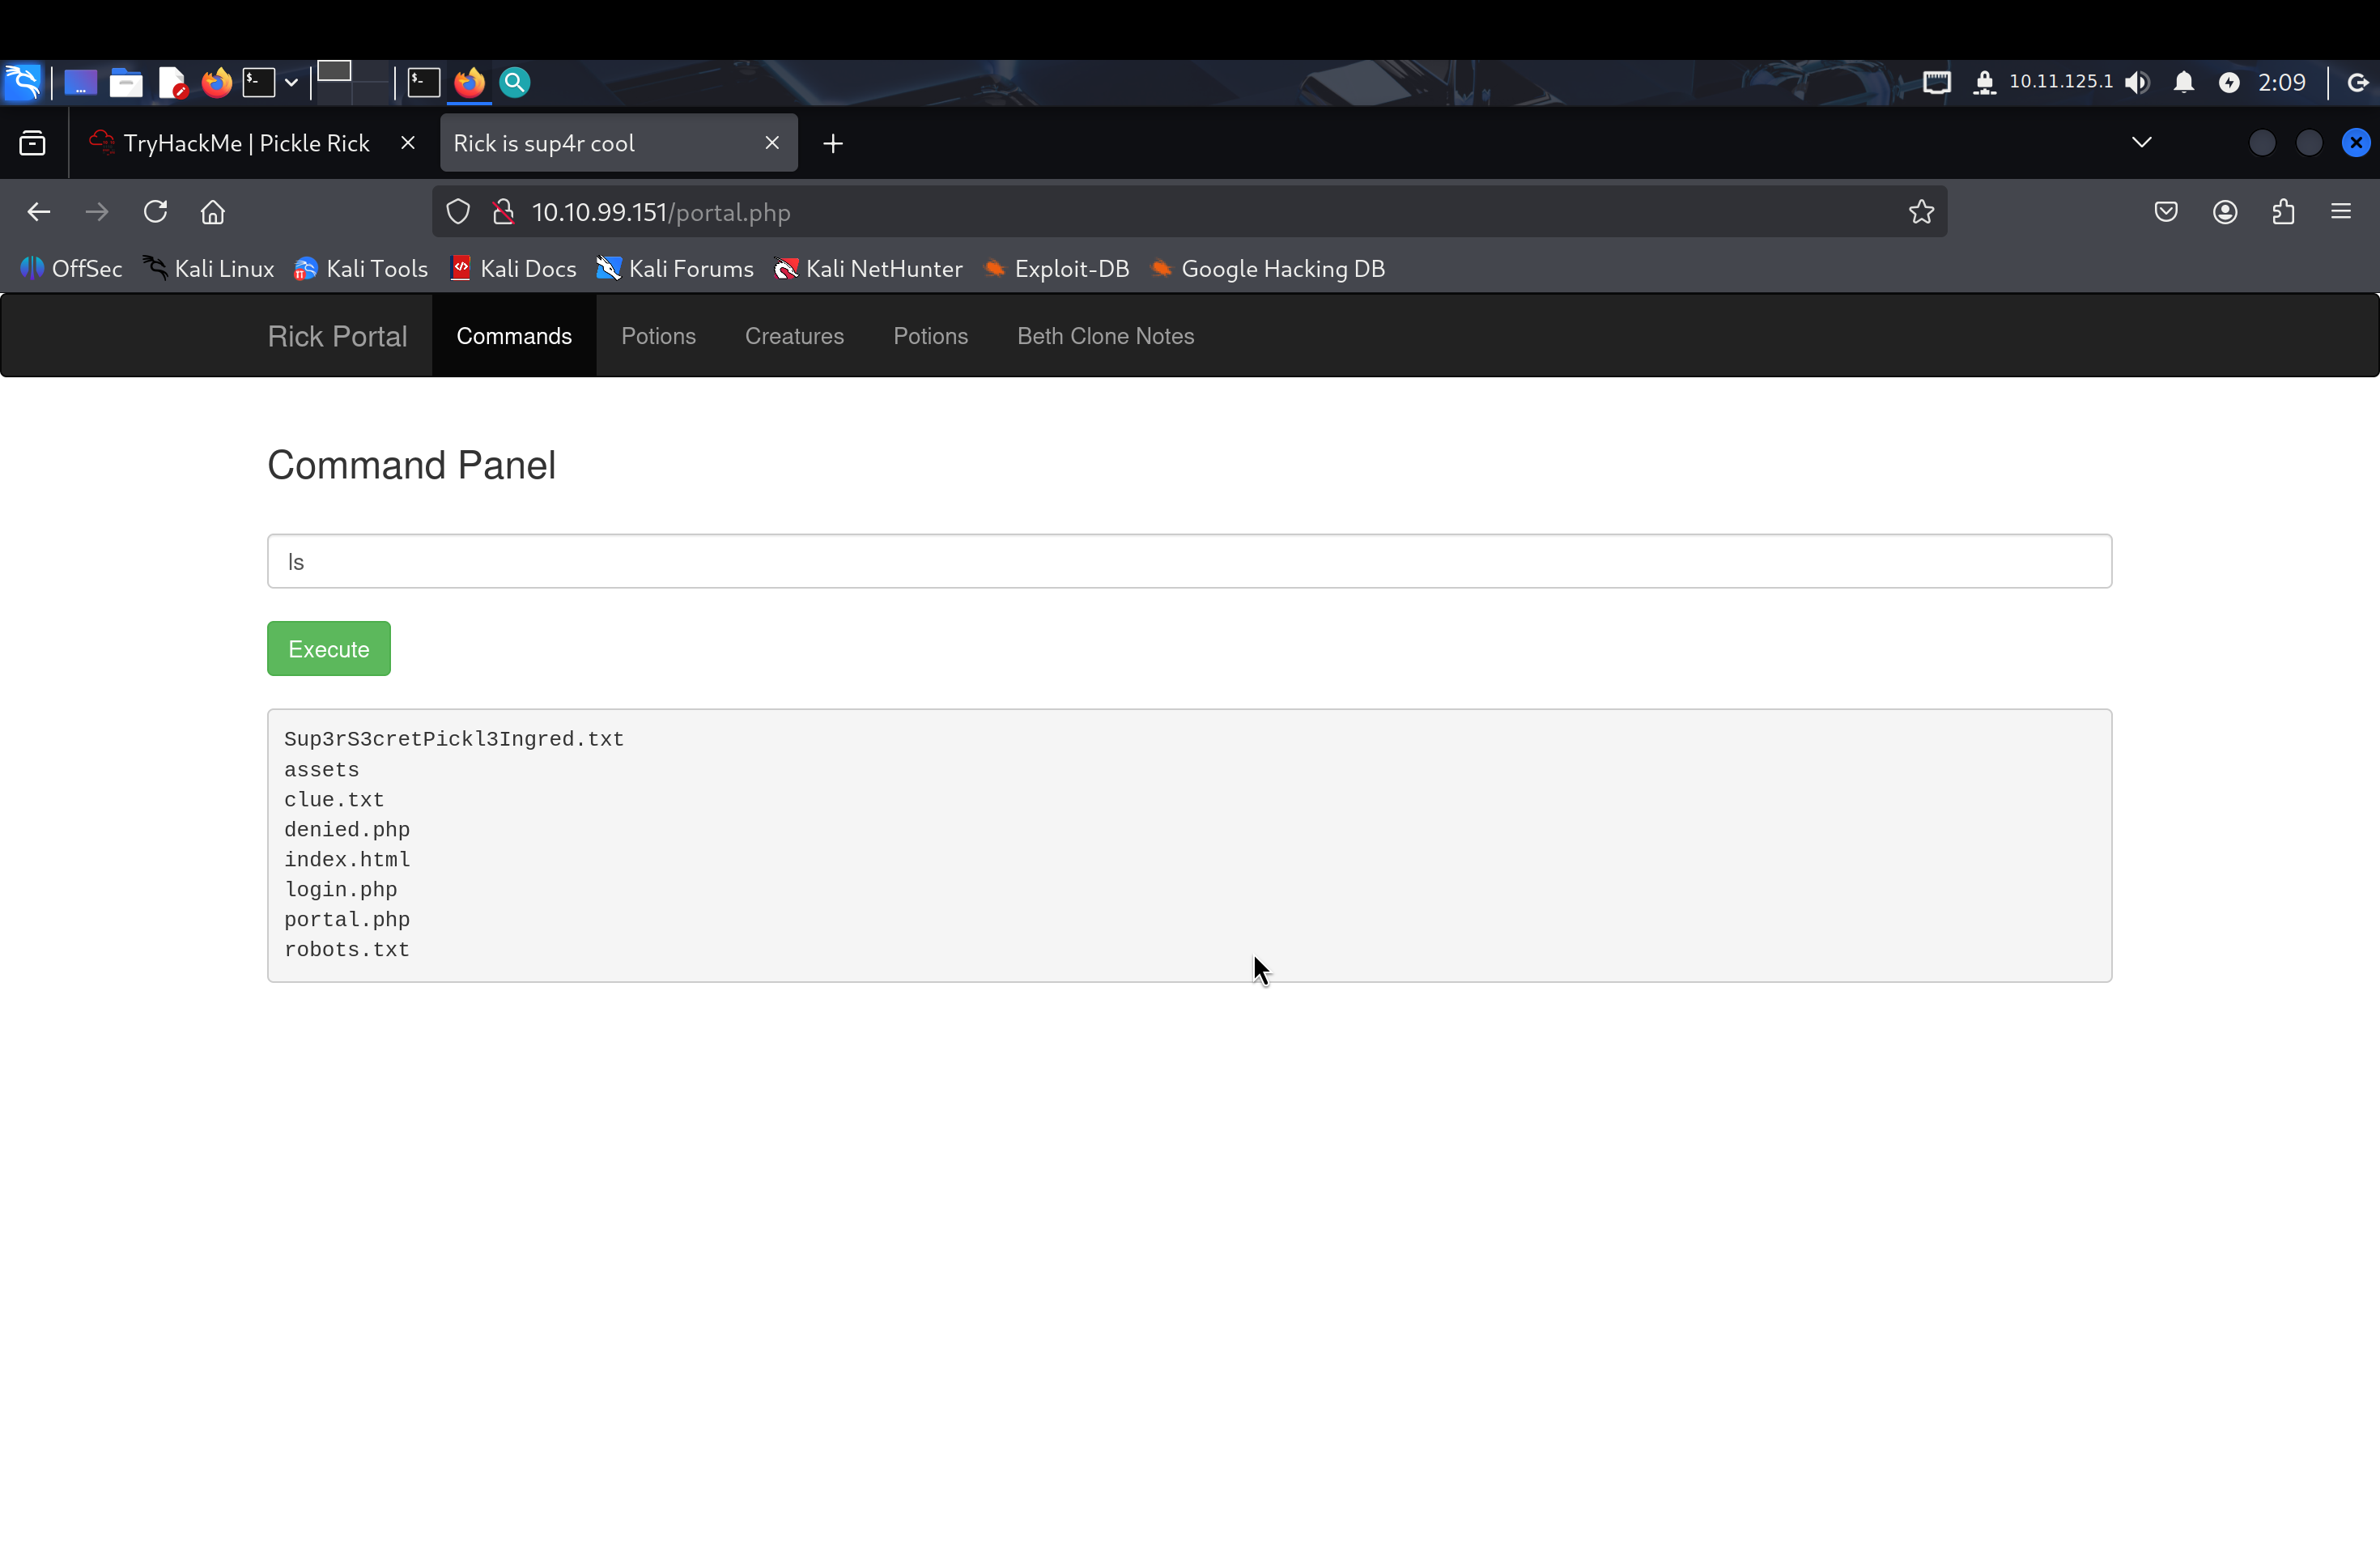 10.11.125.1 2:09
TryHackMe | Pickle Rick Rick is sup4r cool
10.10.99.151/portal.php
OffSec Kali Linux Kali Tools Kali Docs Kali Forums Kali NetHunter Exploit-DB Google Hacking DB
Rick Portal Commands Potions Creatures Potions Beth Clone Notes
Command Panel
ls
Execute
Sup3rS3cretPickl3Ingred.txt
assets
clue.txt
denied.php
index.html
login.php
portal.php
robots.txt